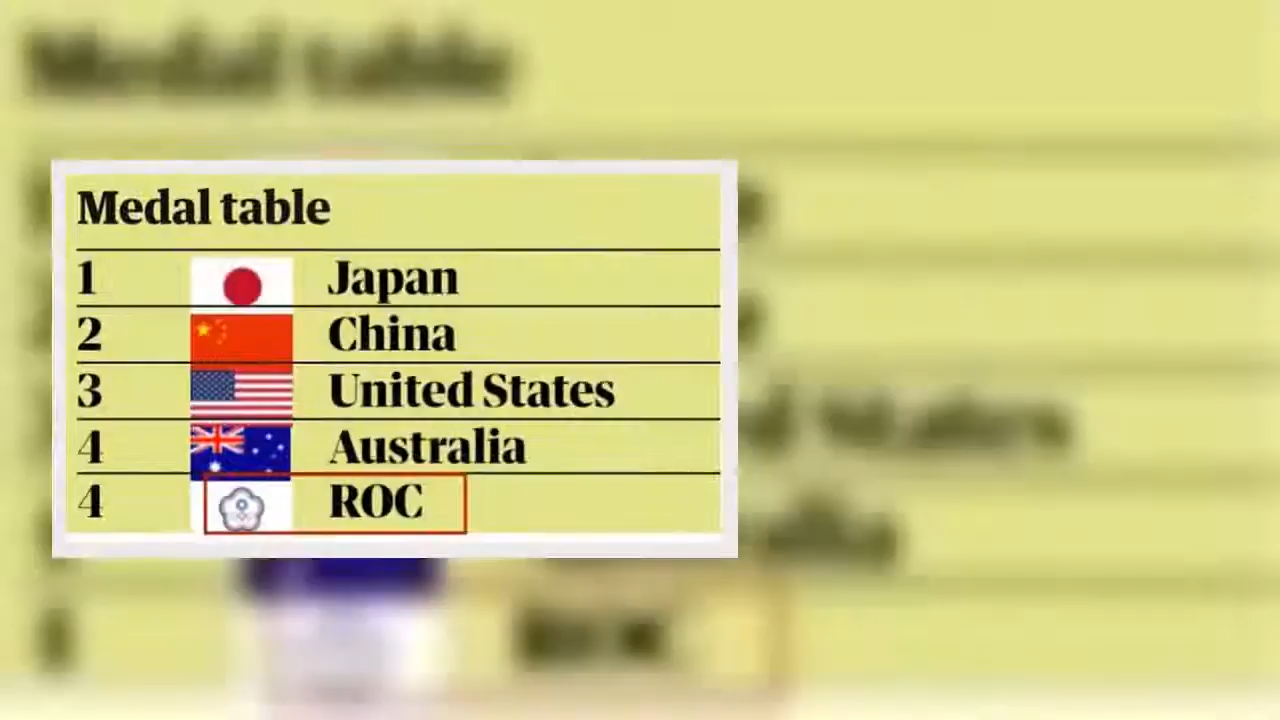 Medal table
1 Japan
2 China
3 United States
4 Australia
4 ROC